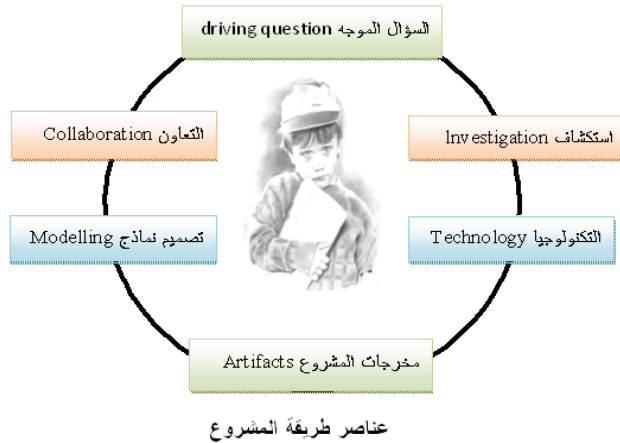 السؤال الموجه driving question
التعاون Collaboration
استكشاف Investigation
تصميم نماذج Modelling
التكنولوجيا Technology
مخرجات المشروع Artifacts
عناصر طريقة المشروع